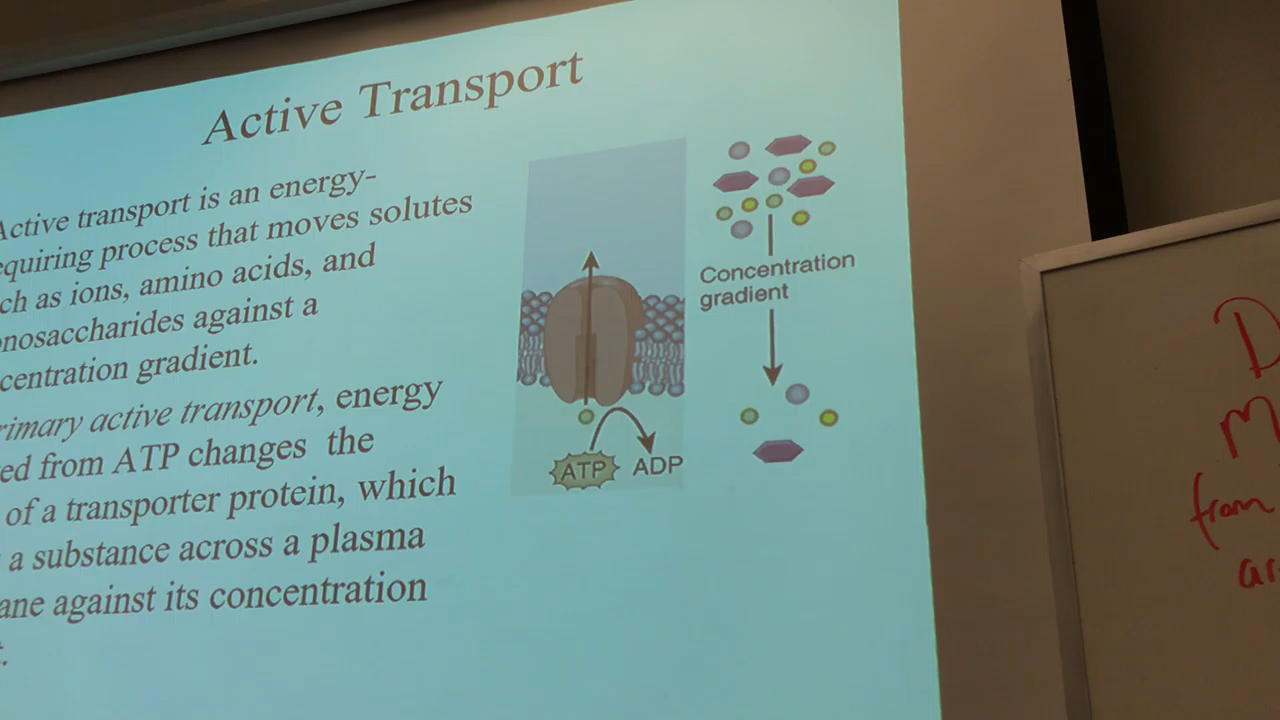 Active Transport
Active transport is an energy-
equiring process that moves solutes
ch as ions, amino acids, and
onosaccharides against a
centration gradient.
rimary active transport, energy
ed from ATP changes the
of a transporter protein, which
a substance across a plasma
ane against its concentration
t.
Concentration
gradient
ATP
ADP
D
M
from
ar